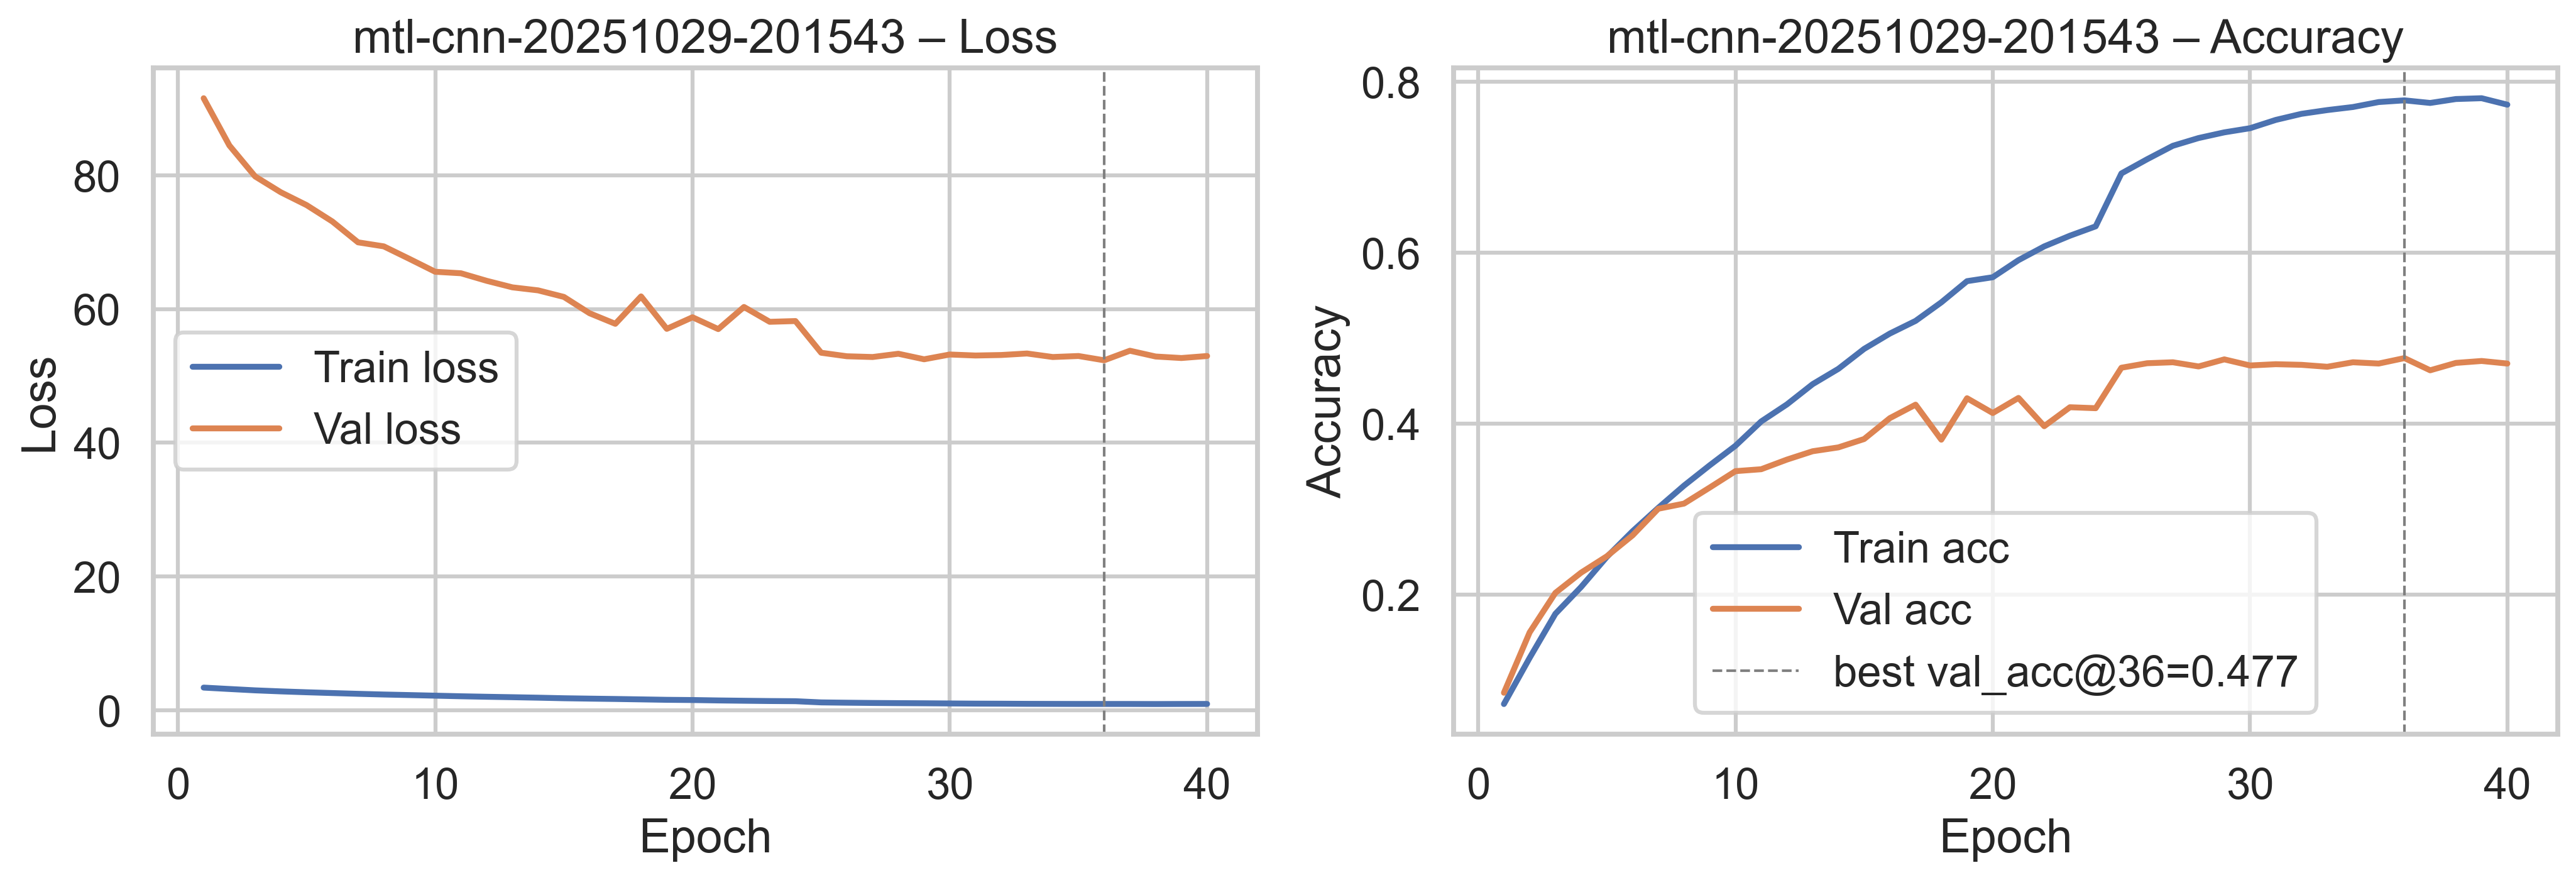 mtl-cnn-20251029-201543 – Loss
80
60
40
20
0
Loss
Train loss
Val loss
0 10 20 30 40
Epoch
mtl-cnn-20251029-201543 – Accuracy
0.8
0.6
0.4
0.2
Accuracy
Train acc
Val acc
best val_acc@36=0.477
0 10 20 30 40
Epoch